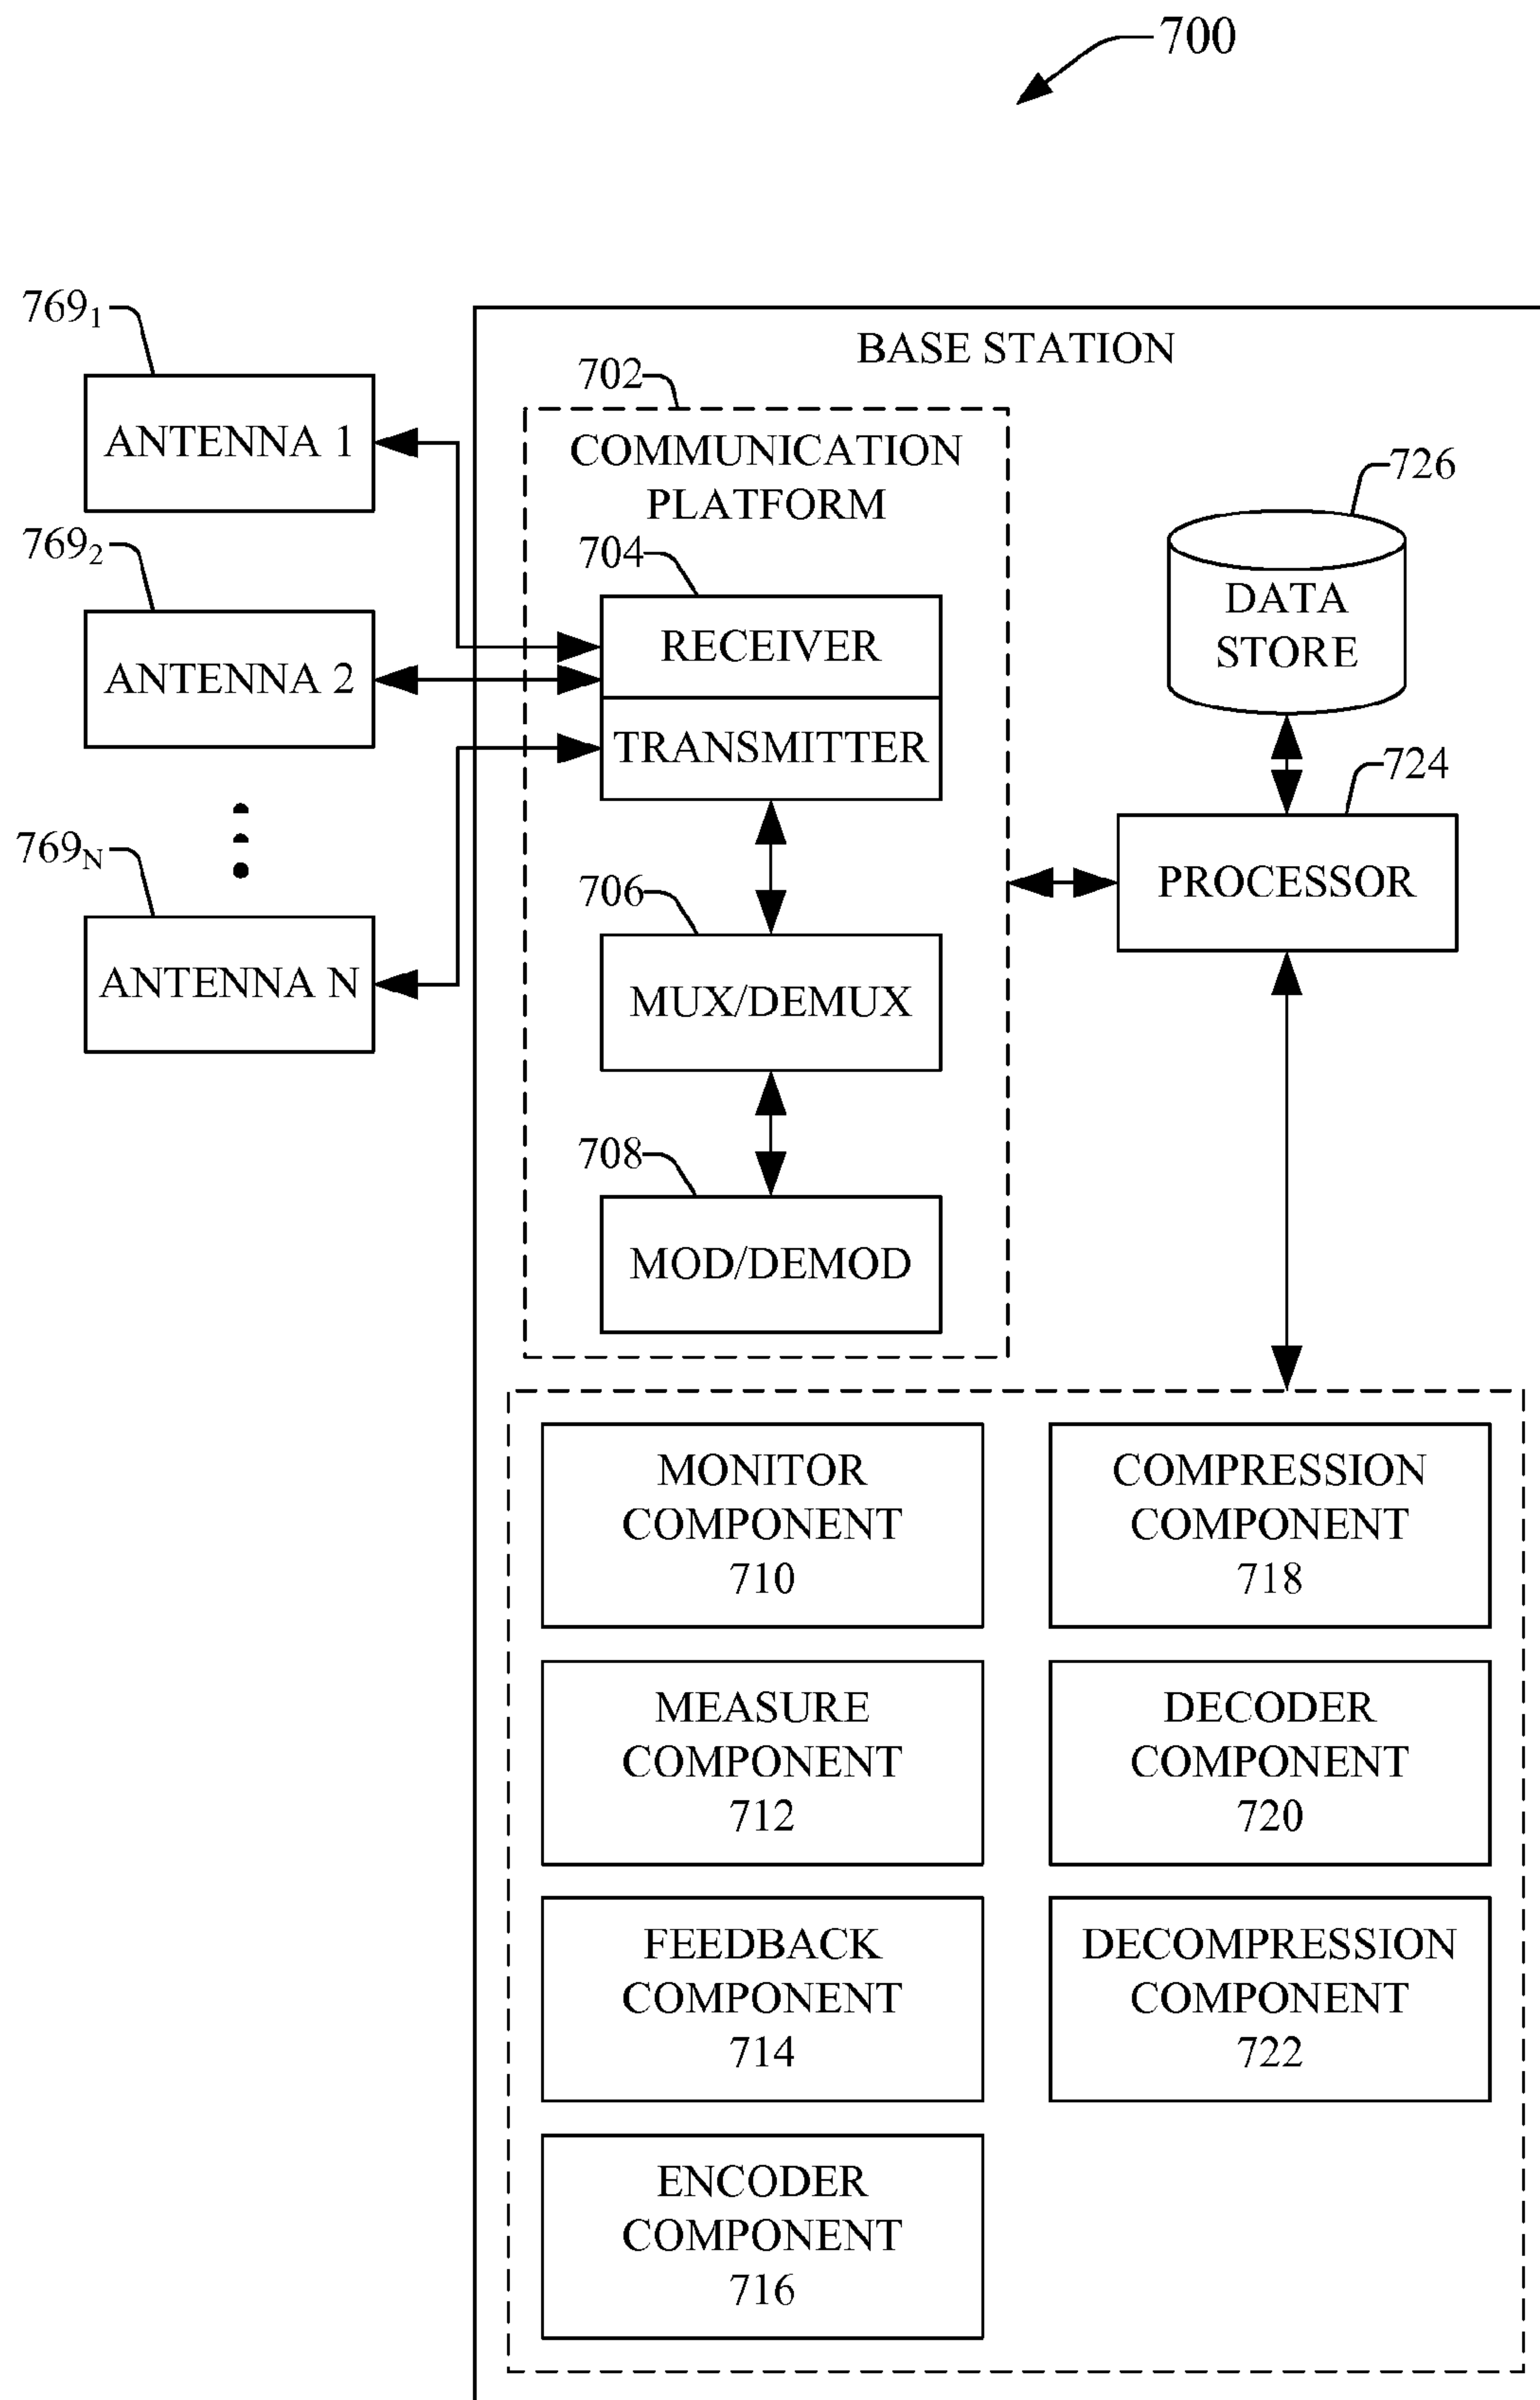 700
769₁
ANTENNA 1
769₂
ANTENNA 2
769N
ANTENNA N
BASE STATION
702
COMMUNICATION
PLATFORM
704
RECEIVER
TRANSMITTER
706
MUX/DEMUX
708
MOD/DEMOD
726
DATA
STORE
724
PROCESSOR
MONITOR
COMPONENT
710
MEASURE
COMPONENT
712
FEEDBACK
COMPONENT
714
ENCODER
COMPONENT
716
COMPRESSION
COMPONENT
718
DECODER
COMPONENT
720
DECOMPRESSION
COMPONENT
722